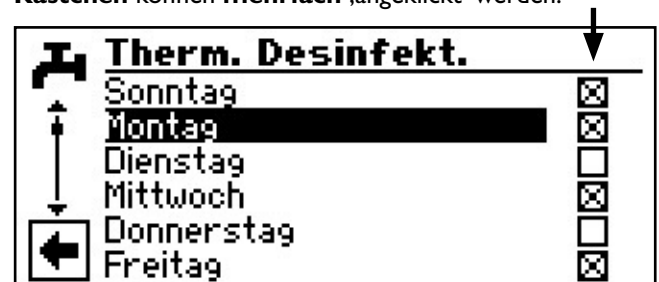 Kästchen können mehrfach ‚angeklickt' werden.
Therm. Desinfekt.
Sonntag
Montag
Dienstag
Mittwoch
Donnerstag
Freitag